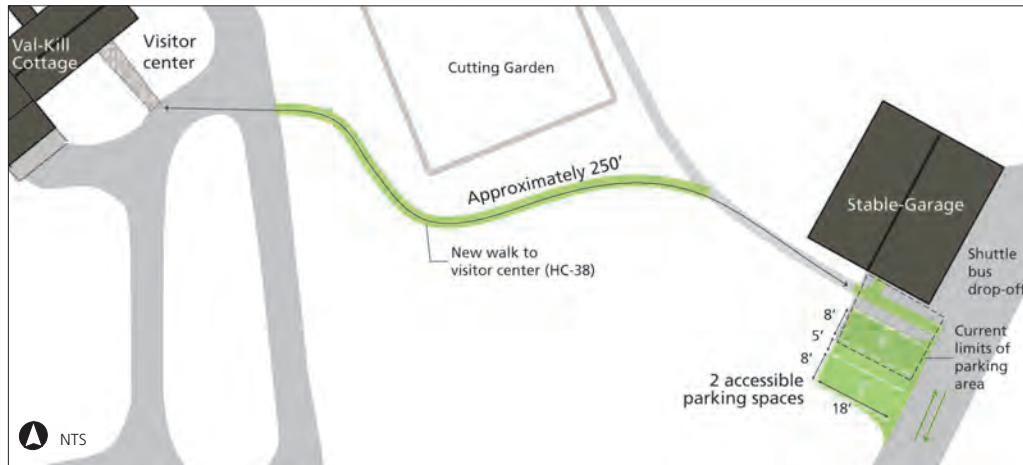 Val-Kill
Cottage
Visitor
center
Cutting Garden
Approximately 250'
New walk to
visitor center (HC-38)
Stable-Garage
Shuttle
bus
drop-off
8'
5'
8'
Current
limits of
parking
area
2 accessible
parking spaces
18'
NTS